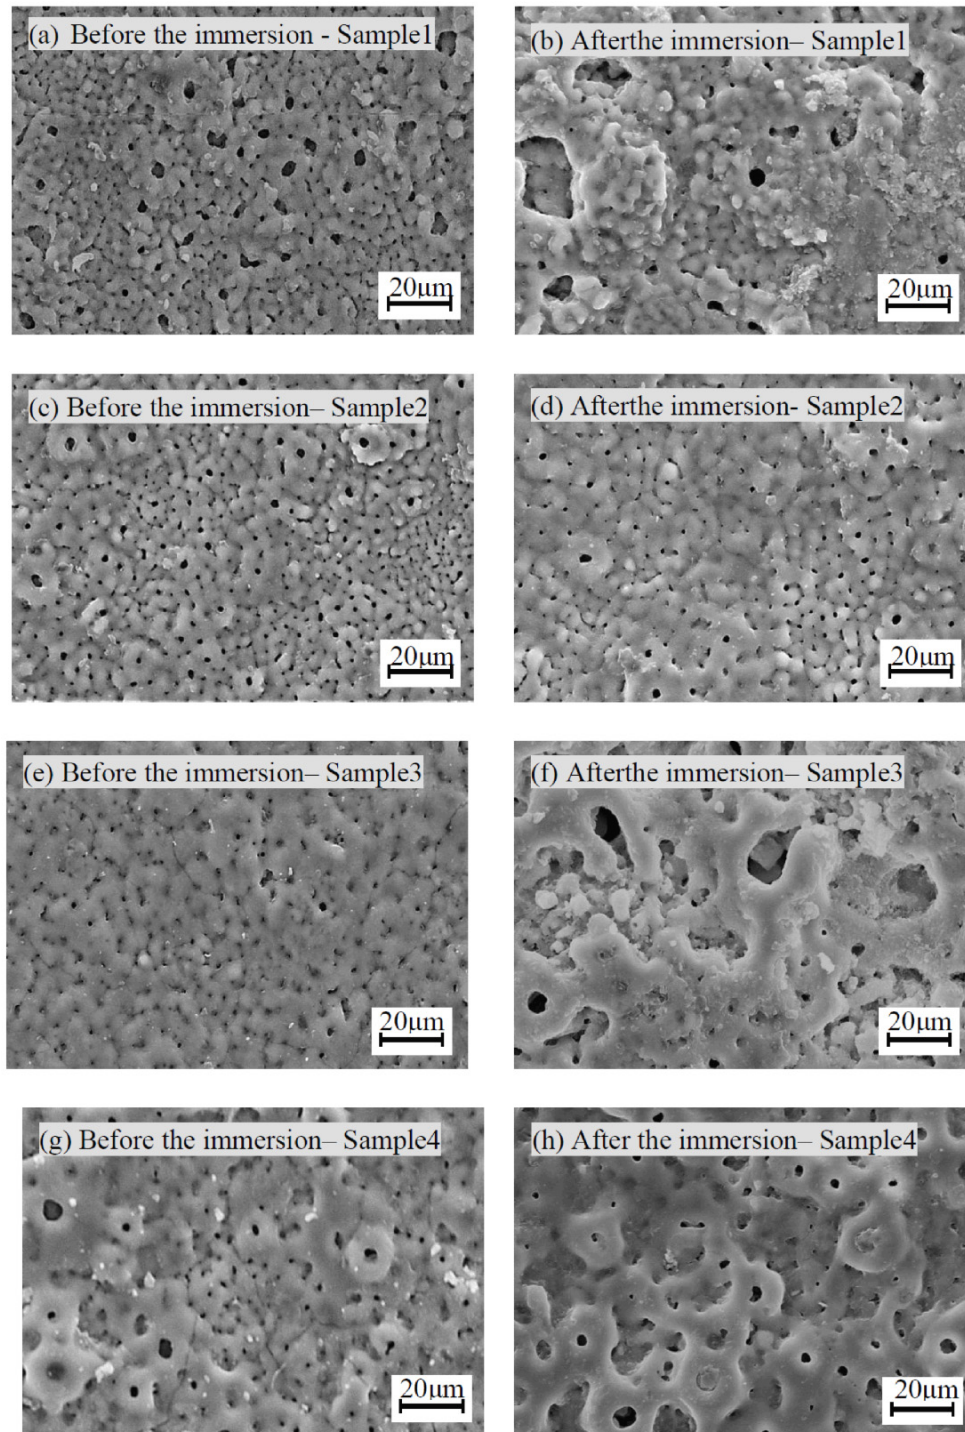 (a) Before the immersion - Sample1
(b) Afterthe immersion– Sample1
20μm
20μm
(c) Before the immersion– Sample2
(d) Afterthe immersion- Sample2
20μm
20μm
(e) Before the immersion– Sample3
(f) Afterthe immersion– Sample3
20μm
20μm
(g) Before the immersion– Sample4
(h) After the immersion– Sample4
20μm
20μm